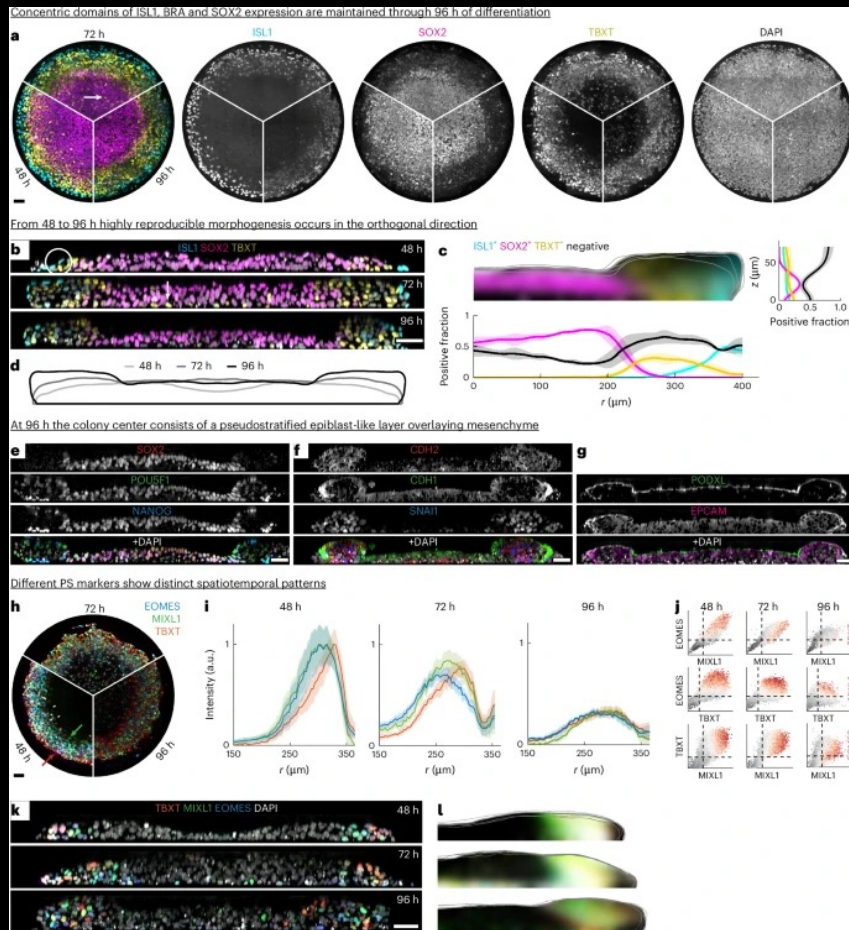 Concentric domains of ISL1, BRA and SOX2 expression are maintained through 96 h of differentiation
a
72 h
ISL1
SOX2
TBXT
DAPI
48 h
96 h
From 48 to 96 h highly reproducible morphogenesis occurs in the orthogonal direction
b
ISL1 SOX2 TBXT
48 h
72 h
96 h
c
ISL1+ SOX2+ TBXT+ negative
Positive fraction
1
0.5
0
0
100
200
300
400
r (μm)
z (μm)
50
0
0
0.5
1.0
Positive fraction
d
48 h 72 h 96 h
At 96 h the colony center consists of a pseudostratified epiblast-like layer overlaying mesenchyme
e
SOX2
POU5F1
NANOG
+DAPI
f
CDH2
CDH1
SNAI1
+DAPI
g
PODXL
EPCAM
+DAPI
Different PS markers show distinct spatiotemporal patterns
h
72 h
EOMES
MIXL1
TBXT
48 h
96 h
i
48 h
72 h
96 h
Intensity (a.u.)
1
0
150
250
350
r (μm)
1
0
150
250
350
r (μm)
1
0
150
250
350
r (μm)
j
48 h
72 h
96 h
EOMES
MIXL1
MIXL1
MIXL1
EOMES
TBXT
TBXT
TBXT
TBXT
MIXL1
MIXL1
MIXL1
k
TBXT MIXL1 EOMES DAPI
48 h
72 h
96 h
l